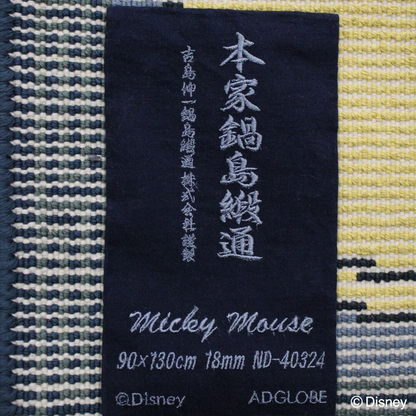 本家鍋島緞通
吉島伸一鍋島緞通株式会社謹製
Micky Mouse
90×130cm 18mm ND-40324
©Disney ADGLOBE
© Disney